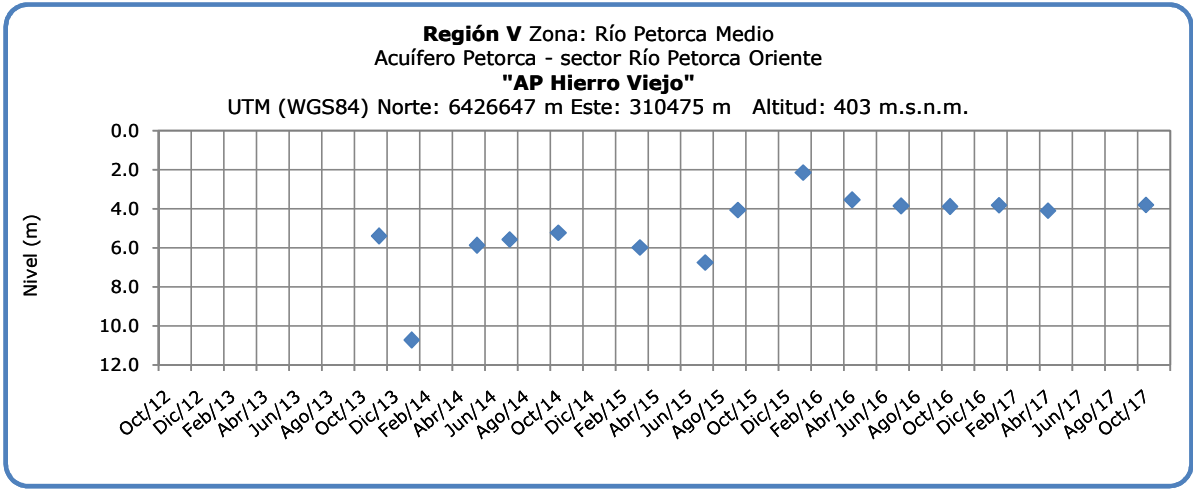 Región V Zona: Río Petorca Medio
Acuífero Petorca - sector Río Petorca Oriente
"AP Hierro Viejo"
UTM (WGS84) Norte: 6426647 m Este: 310475 m Altitud: 403 m.s.n.m.
Nivel (m)
0.0
2.0
4.0
6.0
8.0
10.0
12.0
Oct/12
Dic/12
Feb/13
Abr/13
Jun/13
Ago/13
Oct/13
Dic/13
Feb/14
Abr/14
Jun/14
Ago/14
Oct/14
Dic/14
Feb/15
Abr/15
Jun/15
Ago/15
Oct/15
Dic/15
Feb/16
Abr/16
Jun/16
Ago/16
Oct/16
Dic/16
Feb/17
Abr/17
Jun/17
Ago/17
Oct/17